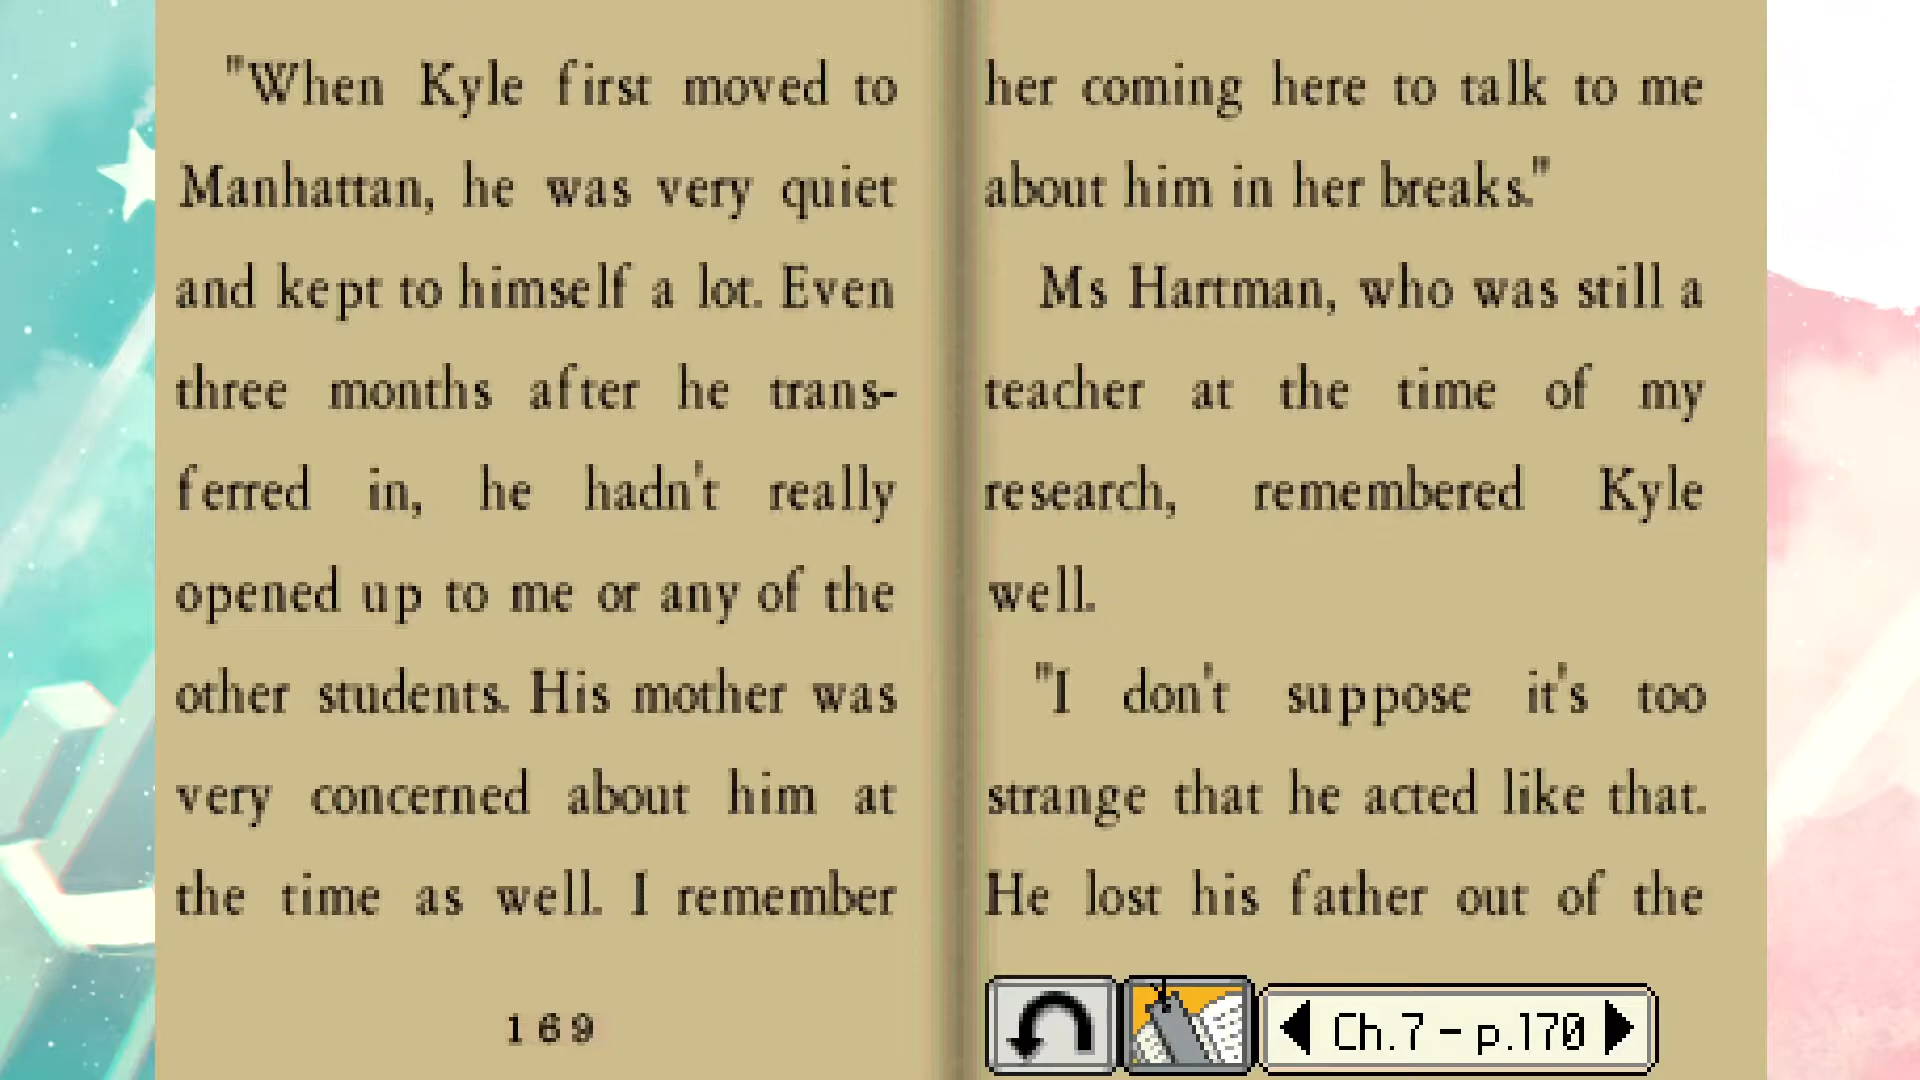 "When Kyle first moved to
Manhattan, he was very quiet
and kept to himself a lot. Even
three months after he trans-
ferred in, he hadn't really
opened up to me or any of the
other students. His mother was
very concerned about him at
the time as well. I remember
169
her coming here to talk to me
about him in her breaks."
Ms Hartman, who was still a
teacher at the time of my
research, remembered Kyle
well.
"I don't suppose it's too
strange that he acted like that.
He lost his father out of the
Ch.7 - p.170